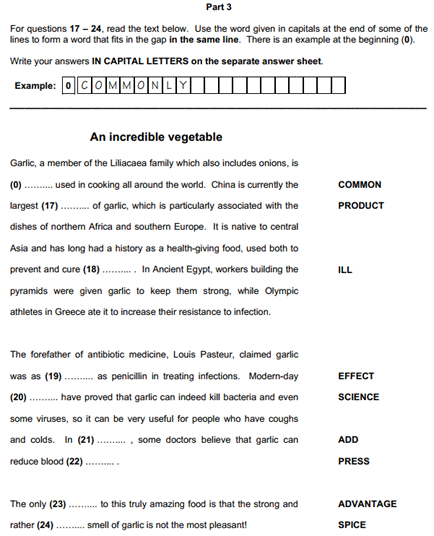 Part 3
For questions 17 – 24, read the text below. Use the word given in capitals at the end of some of the
lines to form a word that fits in the gap in the same line. There is an example at the beginning (0).
Write your answers IN CAPITAL LETTERS on the separate answer sheet.
Example: 0 C O M M O N L Y
An incredible vegetable
Garlic, a member of the Liliacaea family which also includes onions, is
(0) .......... used in cooking all around the world. China is currently the COMMON
largest (17) .......... of garlic, which is particularly associated with the PRODUCT
dishes of northern Africa and southern Europe. It is native to central
Asia and has long had a history as a health-giving food, used both to
prevent and cure (18) .......... . In Ancient Egypt, workers building the ILL
pyramids were given garlic to keep them strong, while Olympic
athletes in Greece ate it to increase their resistance to infection.
The forefather of antibiotic medicine, Louis Pasteur, claimed garlic
was as (19) .......... as penicillin in treating infections. Modern-day EFFECT
(20) .......... have proved that garlic can indeed kill bacteria and even SCIENCE
some viruses, so it can be very useful for people who have coughs
and colds. In (21) .......... , some doctors believe that garlic can ADD
reduce blood (22) .......... . PRESS
The only (23) .......... to this truly amazing food is that the strong and ADVANTAGE
rather (24) .......... smell of garlic is not the most pleasant! SPICE